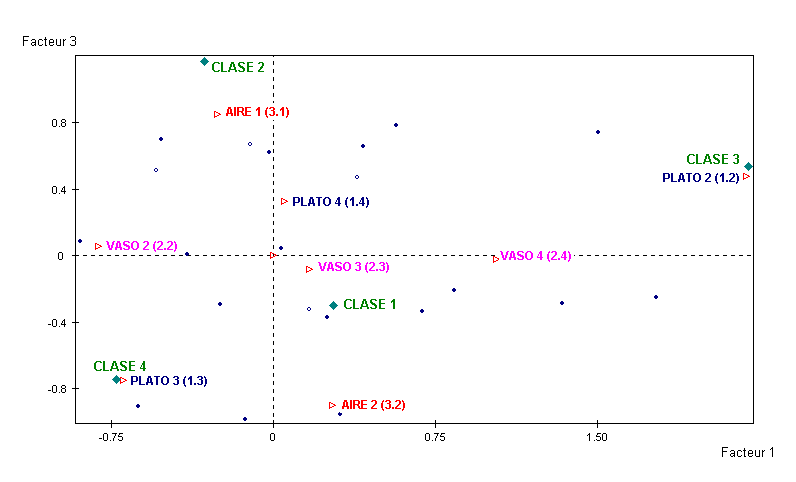 Facteur 3
CLASE 2
AIRE 1 (3.1)
0.8
CLASE 3
PLATO 2 (1.2)
0.4
PLATO 4 (1.4)
VASO 2 (2.2)
0
VASO 4 (2.4)
VASO 3 (2.3)
CLASE 1
-0.4
CLASE 4
PLATO 3 (1.3)
-0.8
AIRE 2 (3.2)
-0.75
0
0.75
1.50
Facteur 1